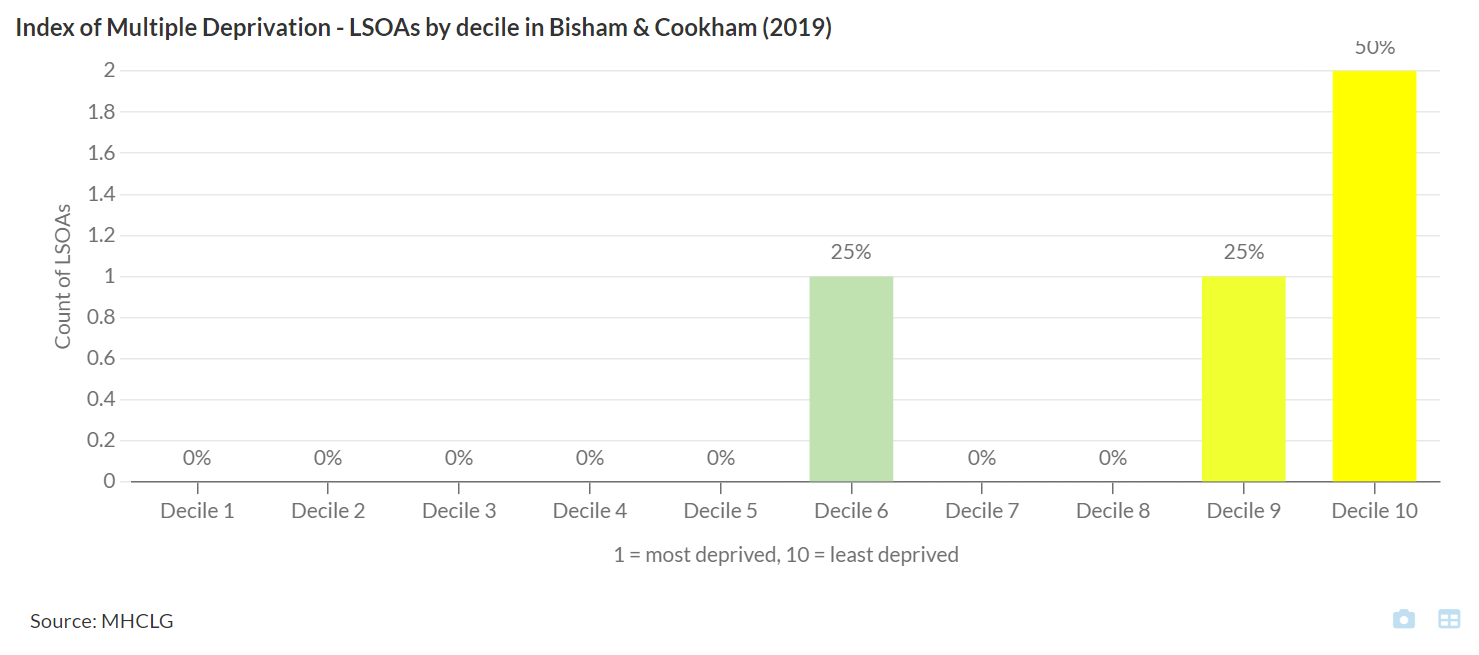 Index of Multiple Deprivation - LSOAs by decile in Bisham & Cookham (2019)
50%
2
1.8
1.6
1.4
1.2
1
0.8
0.6
0.4
0.2
0
Count of LSOAs
25%
25%
0%
0%
0%
0%
0%
0%
0%
Decile 1
Decile 2
Decile 3
Decile 4
Decile 5
Decile 6
Decile 7
Decile 8
Decile 9
Decile 10
1 = most deprived, 10 = least deprived
Source: MHCLG